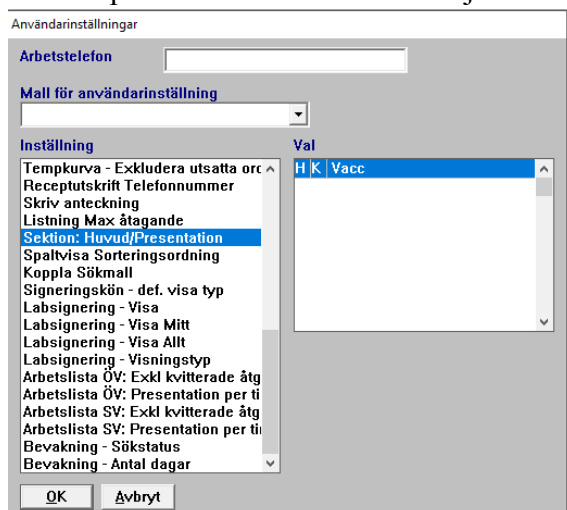 Användarinställningar
Arbetstelefon
Mall för användarinställning
Inställning
Val
Tempkurva - Exkludera utsatta orc
Receptutskrift Telefonnummer
Skriv anteckning
Listning Max åtagande
Sektion: Huvud/Presentation
Spaltvisa Sorteringsordning
Koppla Sökmall
Signeringskön - def. visa typ
Labsignering - Visa
Labsignering - Visa Mitt
Labsignering - Visa Allt
Labsignering - Visningstyp
Arbetslista ÖV: Exkl kvitterade åtg
Arbetslista ÖV: Presentation per ti
Arbetslista SV: Exkl kvitterade åtg
Arbetslista SV: Presentation per ti
Bevakning - Sökstatus
Bevakning - Antal dagar
H K Vacc
OK Avbryt